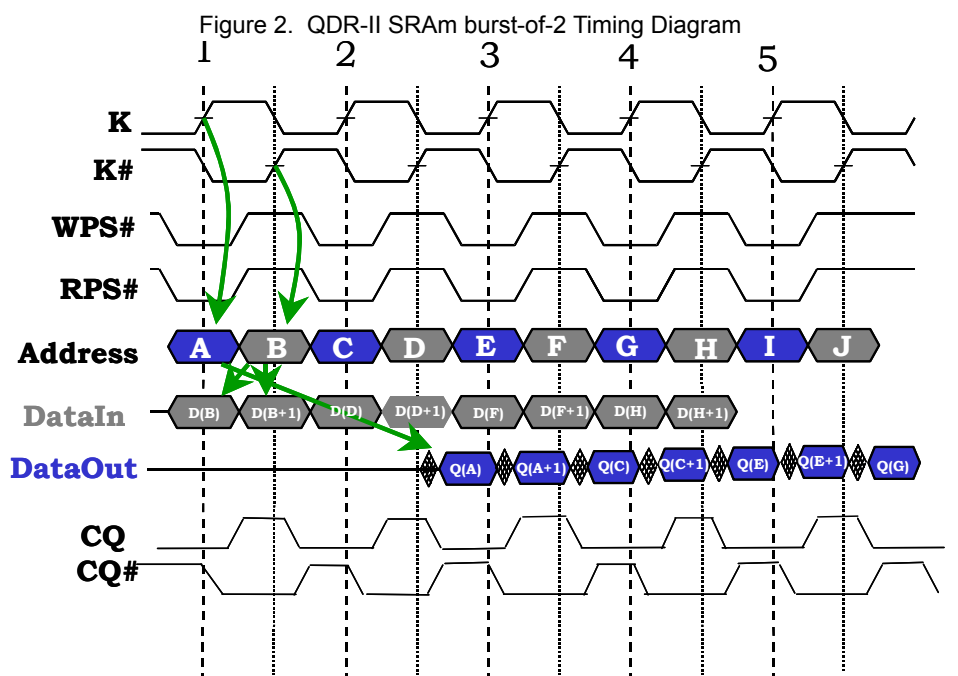 Figure 2. QDR-II SRAm burst-of-2 Timing Diagram
1 2 3 4 5
K
K#
WPS#
RPS#
Address A B C D E F G H I J
DataIn D(B) D(B+1) D(D) D(D+1) D(F) D(F+1) D(H) D(H+1)
DataOut Q(A) Q(A+1) Q(C) Q(C+1) Q(E) Q(E+1) Q(G)
CQ
CQ#